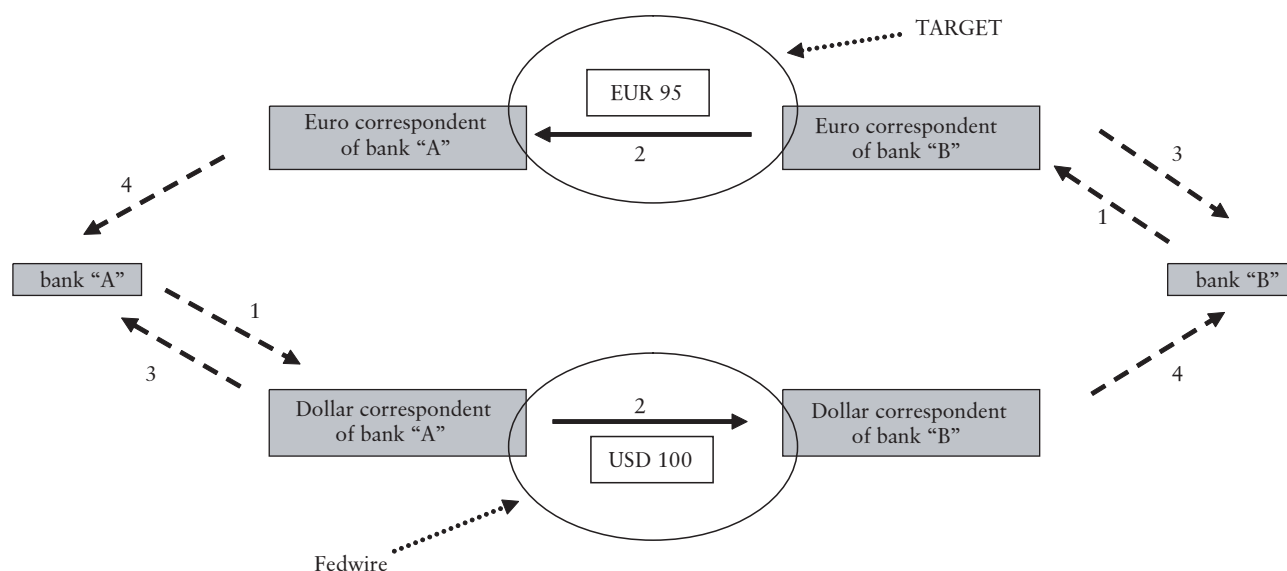 TARGET
EUR 95
Euro correspondent
of bank “A”
2
Euro correspondent
of bank “B”
3
4
1
bank “A”
bank “B”
1
3
4
Dollar correspondent
of bank “A”
2
USD 100
Dollar correspondent
of bank “B”
Fedwire